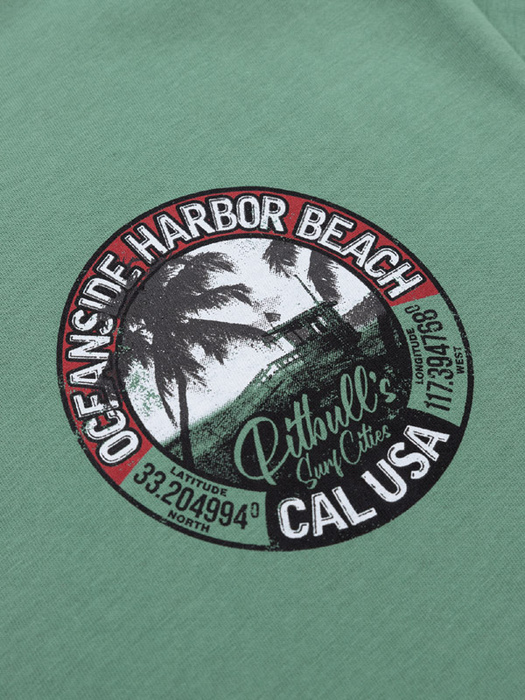 OCEANSIDE HARBOR BEACH
LONGITUDE
117.394758°
WEST
Pitbull's
Surf Cities
LATITUDE
33.204994°
NORTH
CAL USA